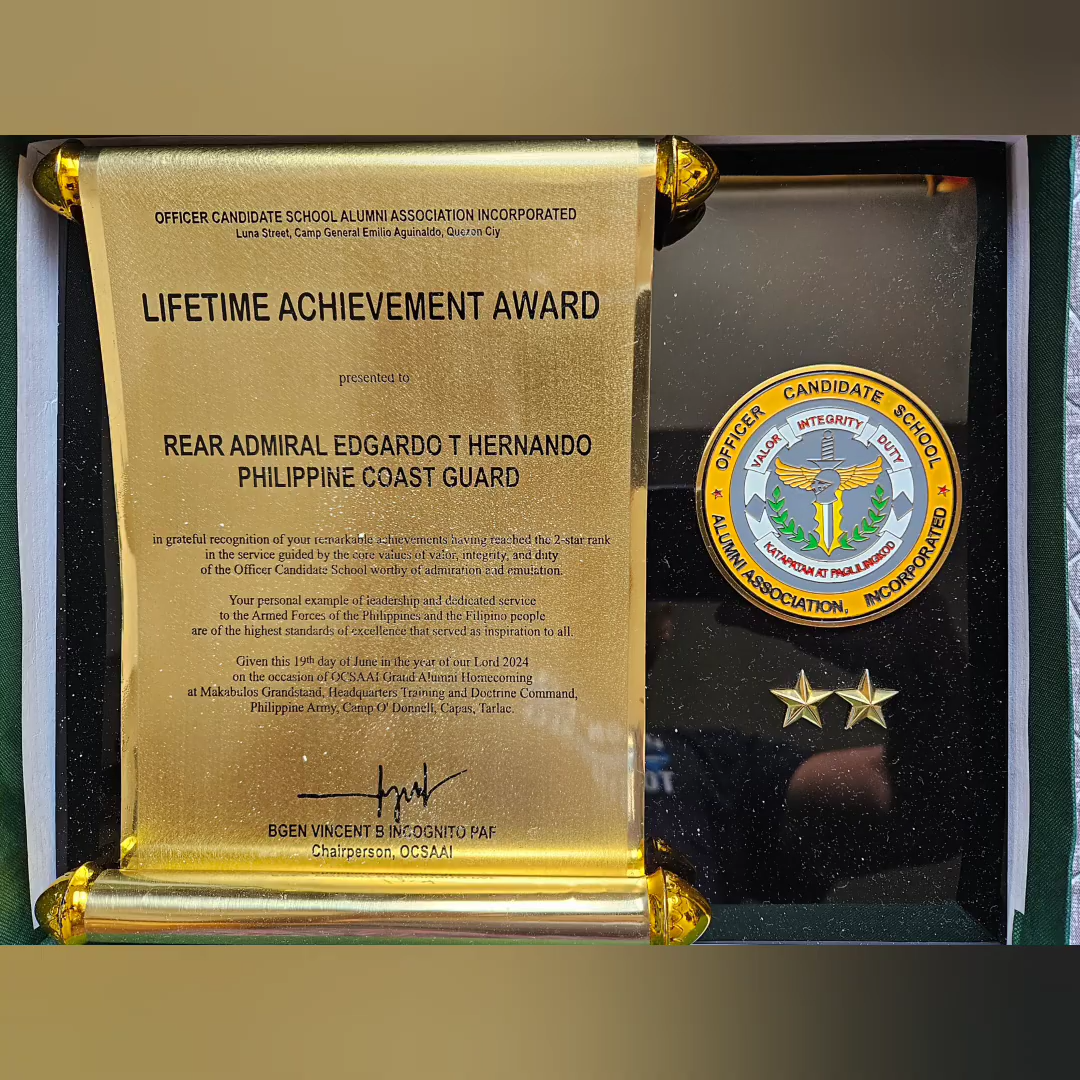 OFFICER CANDIDATE SCHOOL ALUMNI ASSOCIATION INCORPORATED
Luna Street, Camp General Emilio Aguinaldo, Quezon Ciy
LIFETIME ACHIEVEMENT AWARD
presented to
REAR ADMIRAL EDGARDO T HERNANDO
PHILIPPINE COAST GUARD
in grateful recognition of your remarkable achievements having reached the 2-star rank
in the service guided by the core values of valor, integrity, and duty
of the Officer Candidate School worthy of admiration and emulation.
Your personal example of leadership and dedicated service
to the Armed Forces of the Philippines and the Filipino people
are of the highest standards of excellence that served as inspiration to all.
Given this 19th day of June in the year of our Lord 2024
on the occasion of OCSAAI Grand Alumni Homecoming
at Makabulos Grandstand, Headquarters Training and Doctrine Command,
Philippine Army, Camp O' Donnell, Capas, Tarlac.
BGEN VINCENT B INCOGNITO PAF
Chairperson, OCSAAI
OFFICER CANDIDATE SCHOOL
VALOR INTEGRITY DUTY
KATAPATAN AT PAGLILINGKOD
ALUMNI ASSOCIATION, INCORPORATED